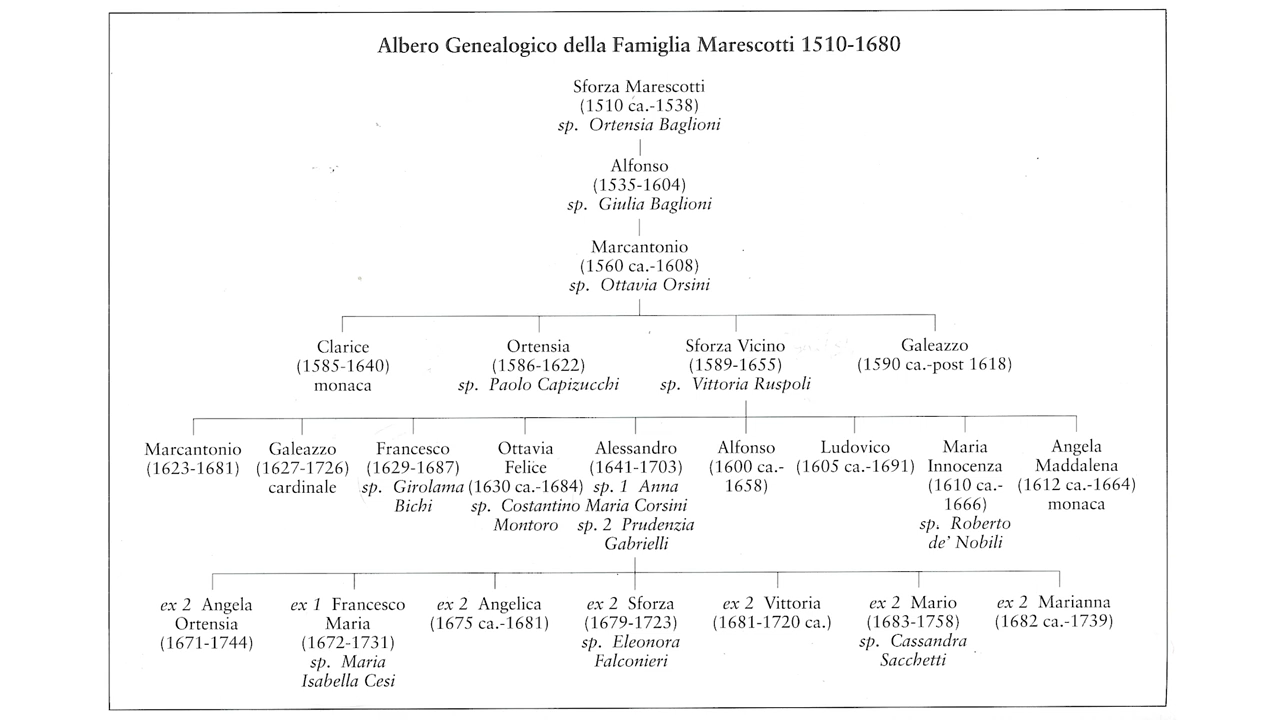 Albero Genealogico della Famiglia Marescotti 1510-1680
Sforza Marescotti
(1510 ca.-1538)
sp. Ortensia Baglioni
Alfonso
(1535-1604)
sp. Giulia Baglioni
Marcantonio
(1560 ca.-1608)
sp. Ottavia Orsini
Clarice
(1585-1640)
monaca
Ortensia
(1586-1622)
sp. Paolo Capizucchi
Sforza Vicino
(1589-1655)
sp. Vittoria Ruspoli
Galeazzo
(1590 ca.-post 1618)
Marcantonio
(1623-1681)
Galeazzo
(1627-1726)
cardinale
Francesco
(1629-1687)
sp. Girolama
Bichi
Ottavia
Felice
(1630 ca.-1684)
sp. Costantino
Montoro
Alessandro
(1641-1703)
sp. 1 Anna
Maria Corsini
sp. 2 Prudenzia
Gabrielli
Alfonso
(1600 ca.-
1658)
Ludovico
(1605 ca.-1691)
Maria
Innocenza
(1610 ca.-
1666)
sp. Roberto
de' Nobili
Angela
Maddalena
(1612 ca.-1664)
monaca
ex 2 Angela
Ortensia
(1671-1744)
ex 1 Francesco
Maria
(1672-1731)
sp. Maria
Isabella Cesi
ex 2 Angelica
(1675 ca.-1681)
ex 2 Sforza
(1679-1723)
sp. Eleonora
Falconieri
ex 2 Vittoria
(1681-1720 ca.)
ex 2 Mario
(1683-1758)
sp. Cassandra
Sacchetti
ex 2 Marianna
(1682 ca.-1739)